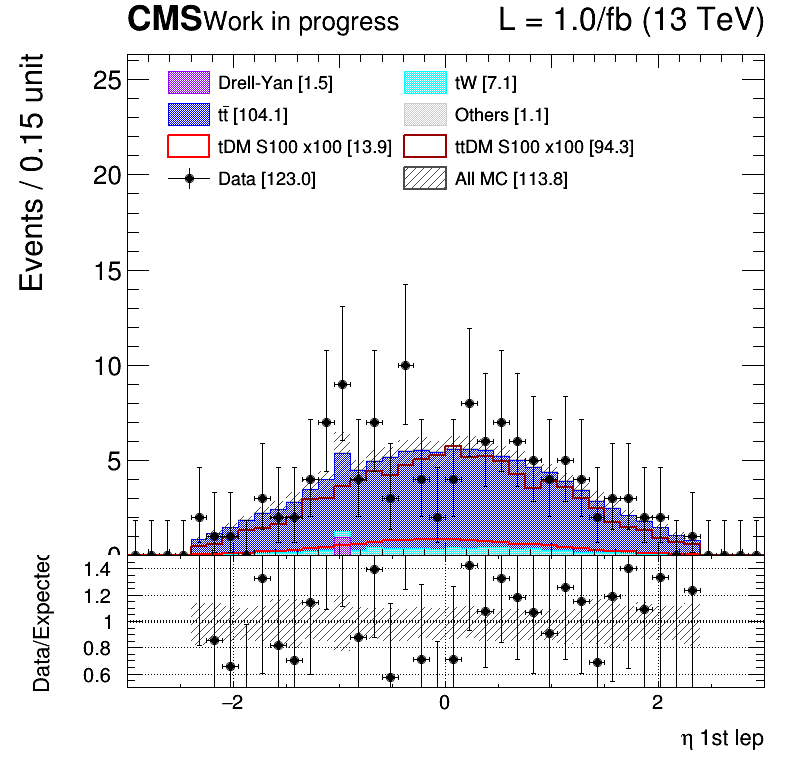 CMS Work in progress L = 1.0/fb (13 TeV)
Events / 0.15 unit
25
20
15
10
5
0
Drell-Yan [1.5] tW [7.1]
tt̄ [104.1] Others [1.1]
tDM S100 x100 [13.9] ttDM S100 x100 [94.3]
Data [123.0] All MC [113.8]
Data/Expected
1.4
1.2
1
0.8
0.6
−2 0 2
η 1st lep